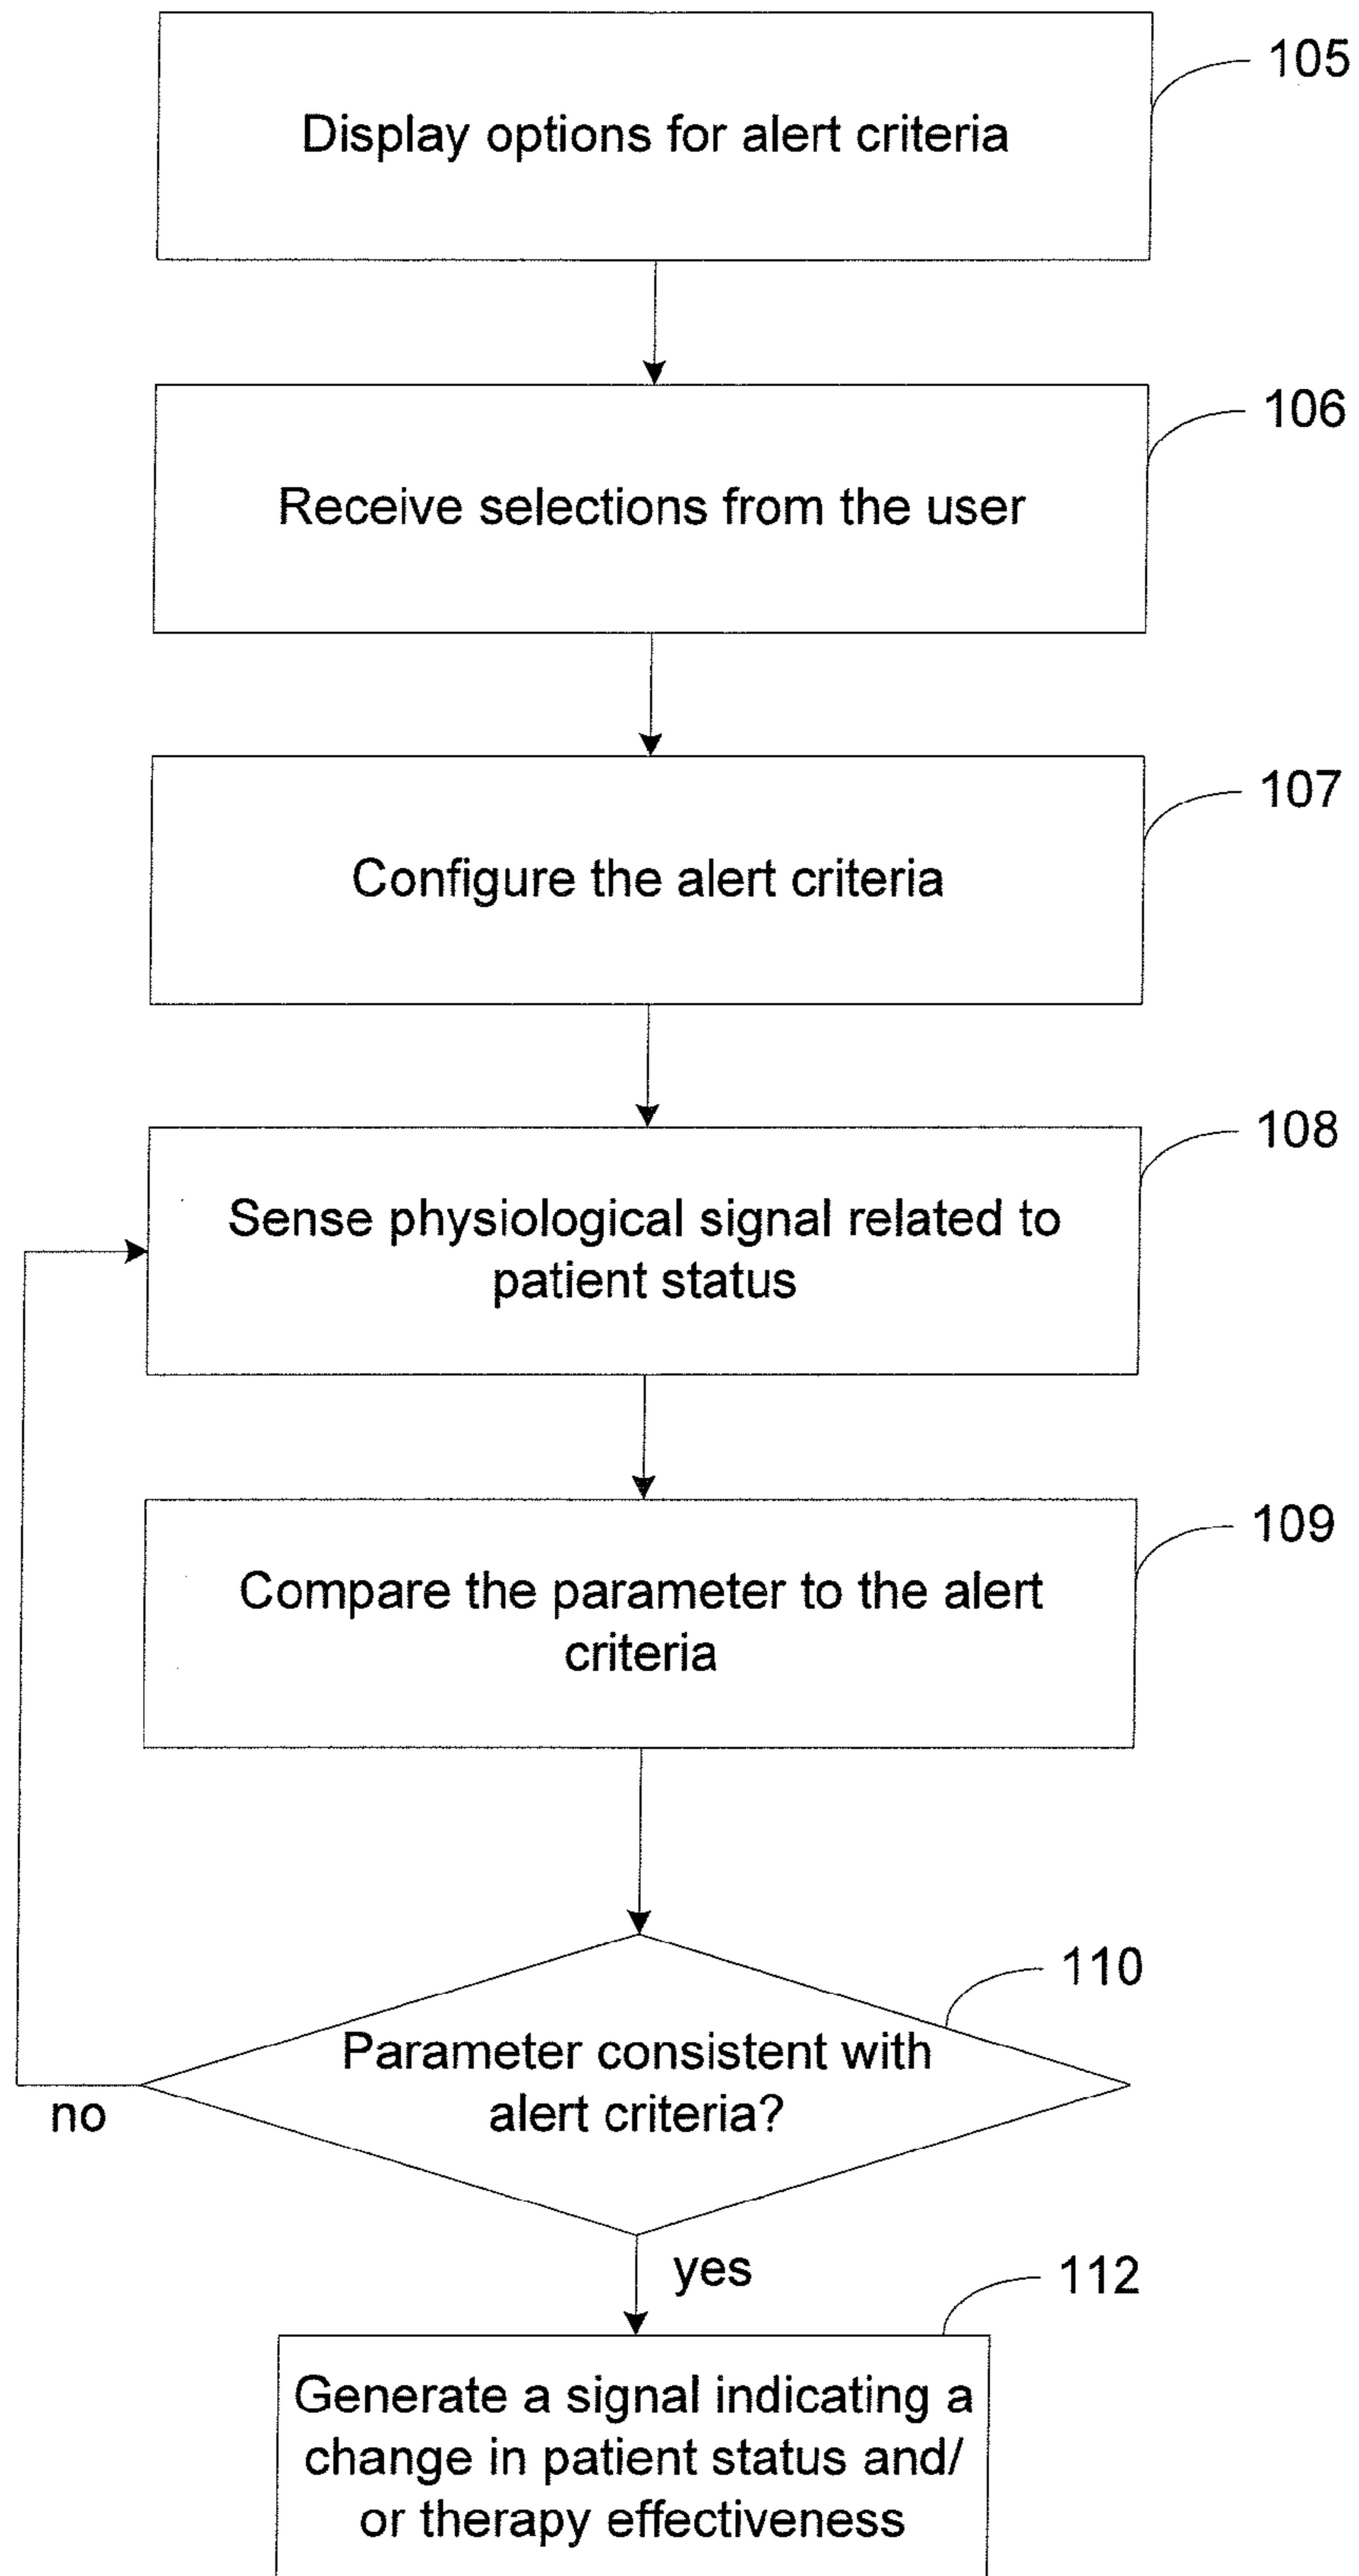 105
Display options for alert criteria
106
Receive selections from the user
107
Configure the alert criteria
108
Sense physiological signal related to
patient status
109
Compare the parameter to the alert
criteria
110
Parameter consistent with
alert criteria?
no
yes
112
Generate a signal indicating a
change in patient status and/
or therapy effectiveness